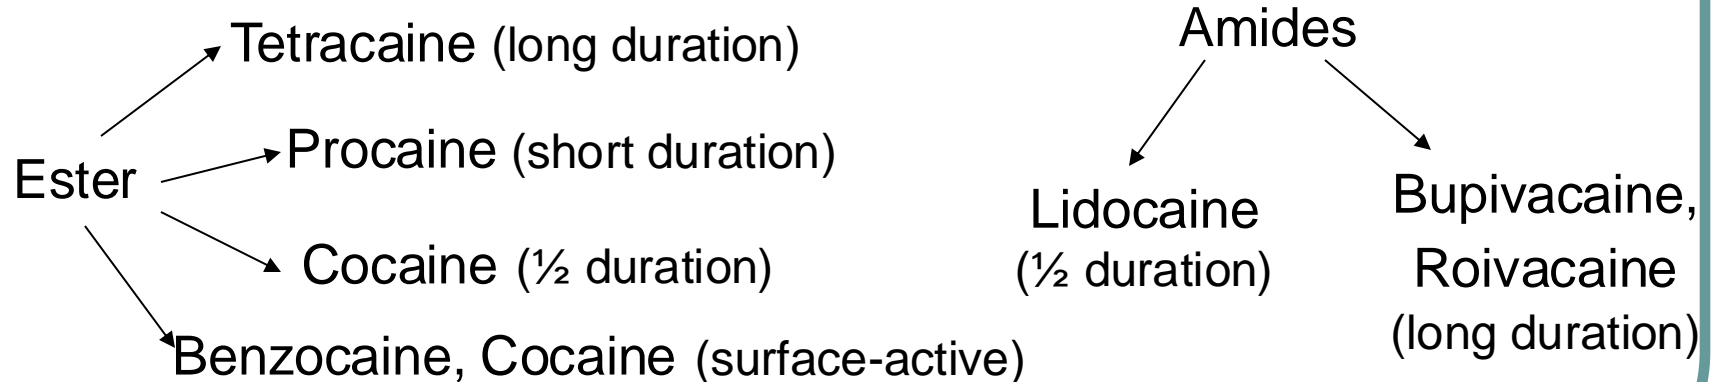 Tetracaine (long duration)
Procaine (short duration)
Ester
Cocaine (½ duration)
Benzocaine, Cocaine (surface-active)
Amides
Lidocaine
(½ duration)
Bupivacaine,
Roivacaine
(long duration)